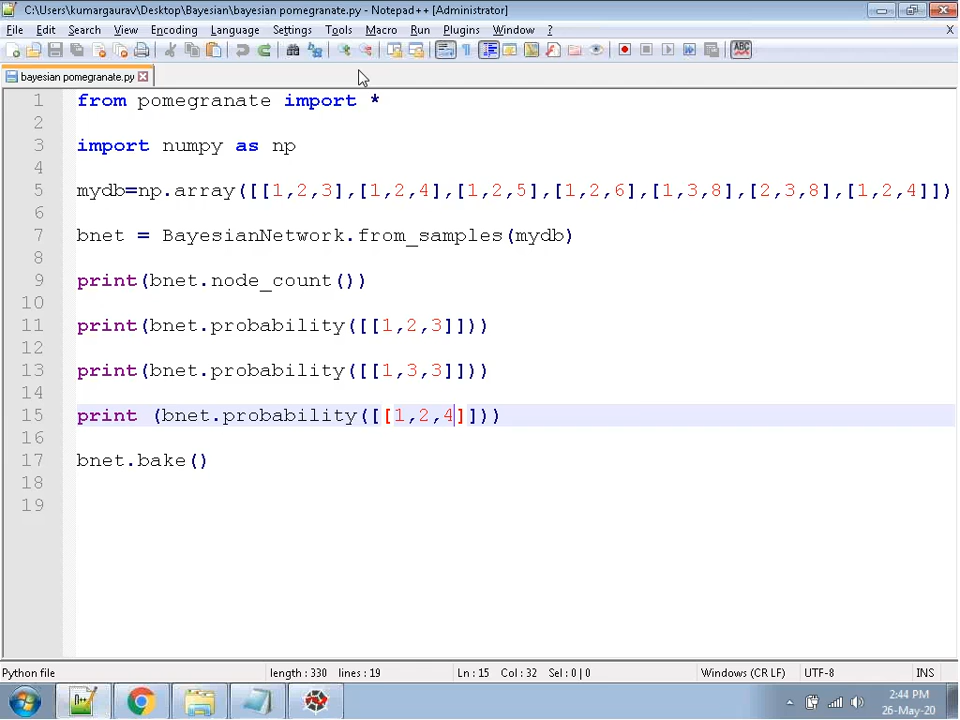 C:\Users\kumargaurav\Desktop\Bayesian\bayesian pomegranate.py - Notepad++ [Administrator]
File Edit Search View Encoding Language Settings Tools Macro Run Plugins Window ? X
ABC
bayesian pomegranate.py
1 from pomegranate import *
2
3 import numpy as np
4
5 mydb=np.array([[1,2,3],[1,2,4],[1,2,5],[1,2,6],[1,3,8],[2,3,8],[1,2,4]])
6
7 bnet = BayesianNetwork.from_samples(mydb)
8
9 print(bnet.node_count())
10
11 print(bnet.probability([[1,2,3]]))
12
13 print(bnet.probability([[1,3,3]]))
14
15 print (bnet.probability([[1,2,4]]))
16
17 bnet.bake()
18
19
Python file length : 330 lines : 19 Ln : 15 Col : 32 Sel : 0 | 0 Windows (CR LF) UTF-8 INS
2:44 PM
26-May-20